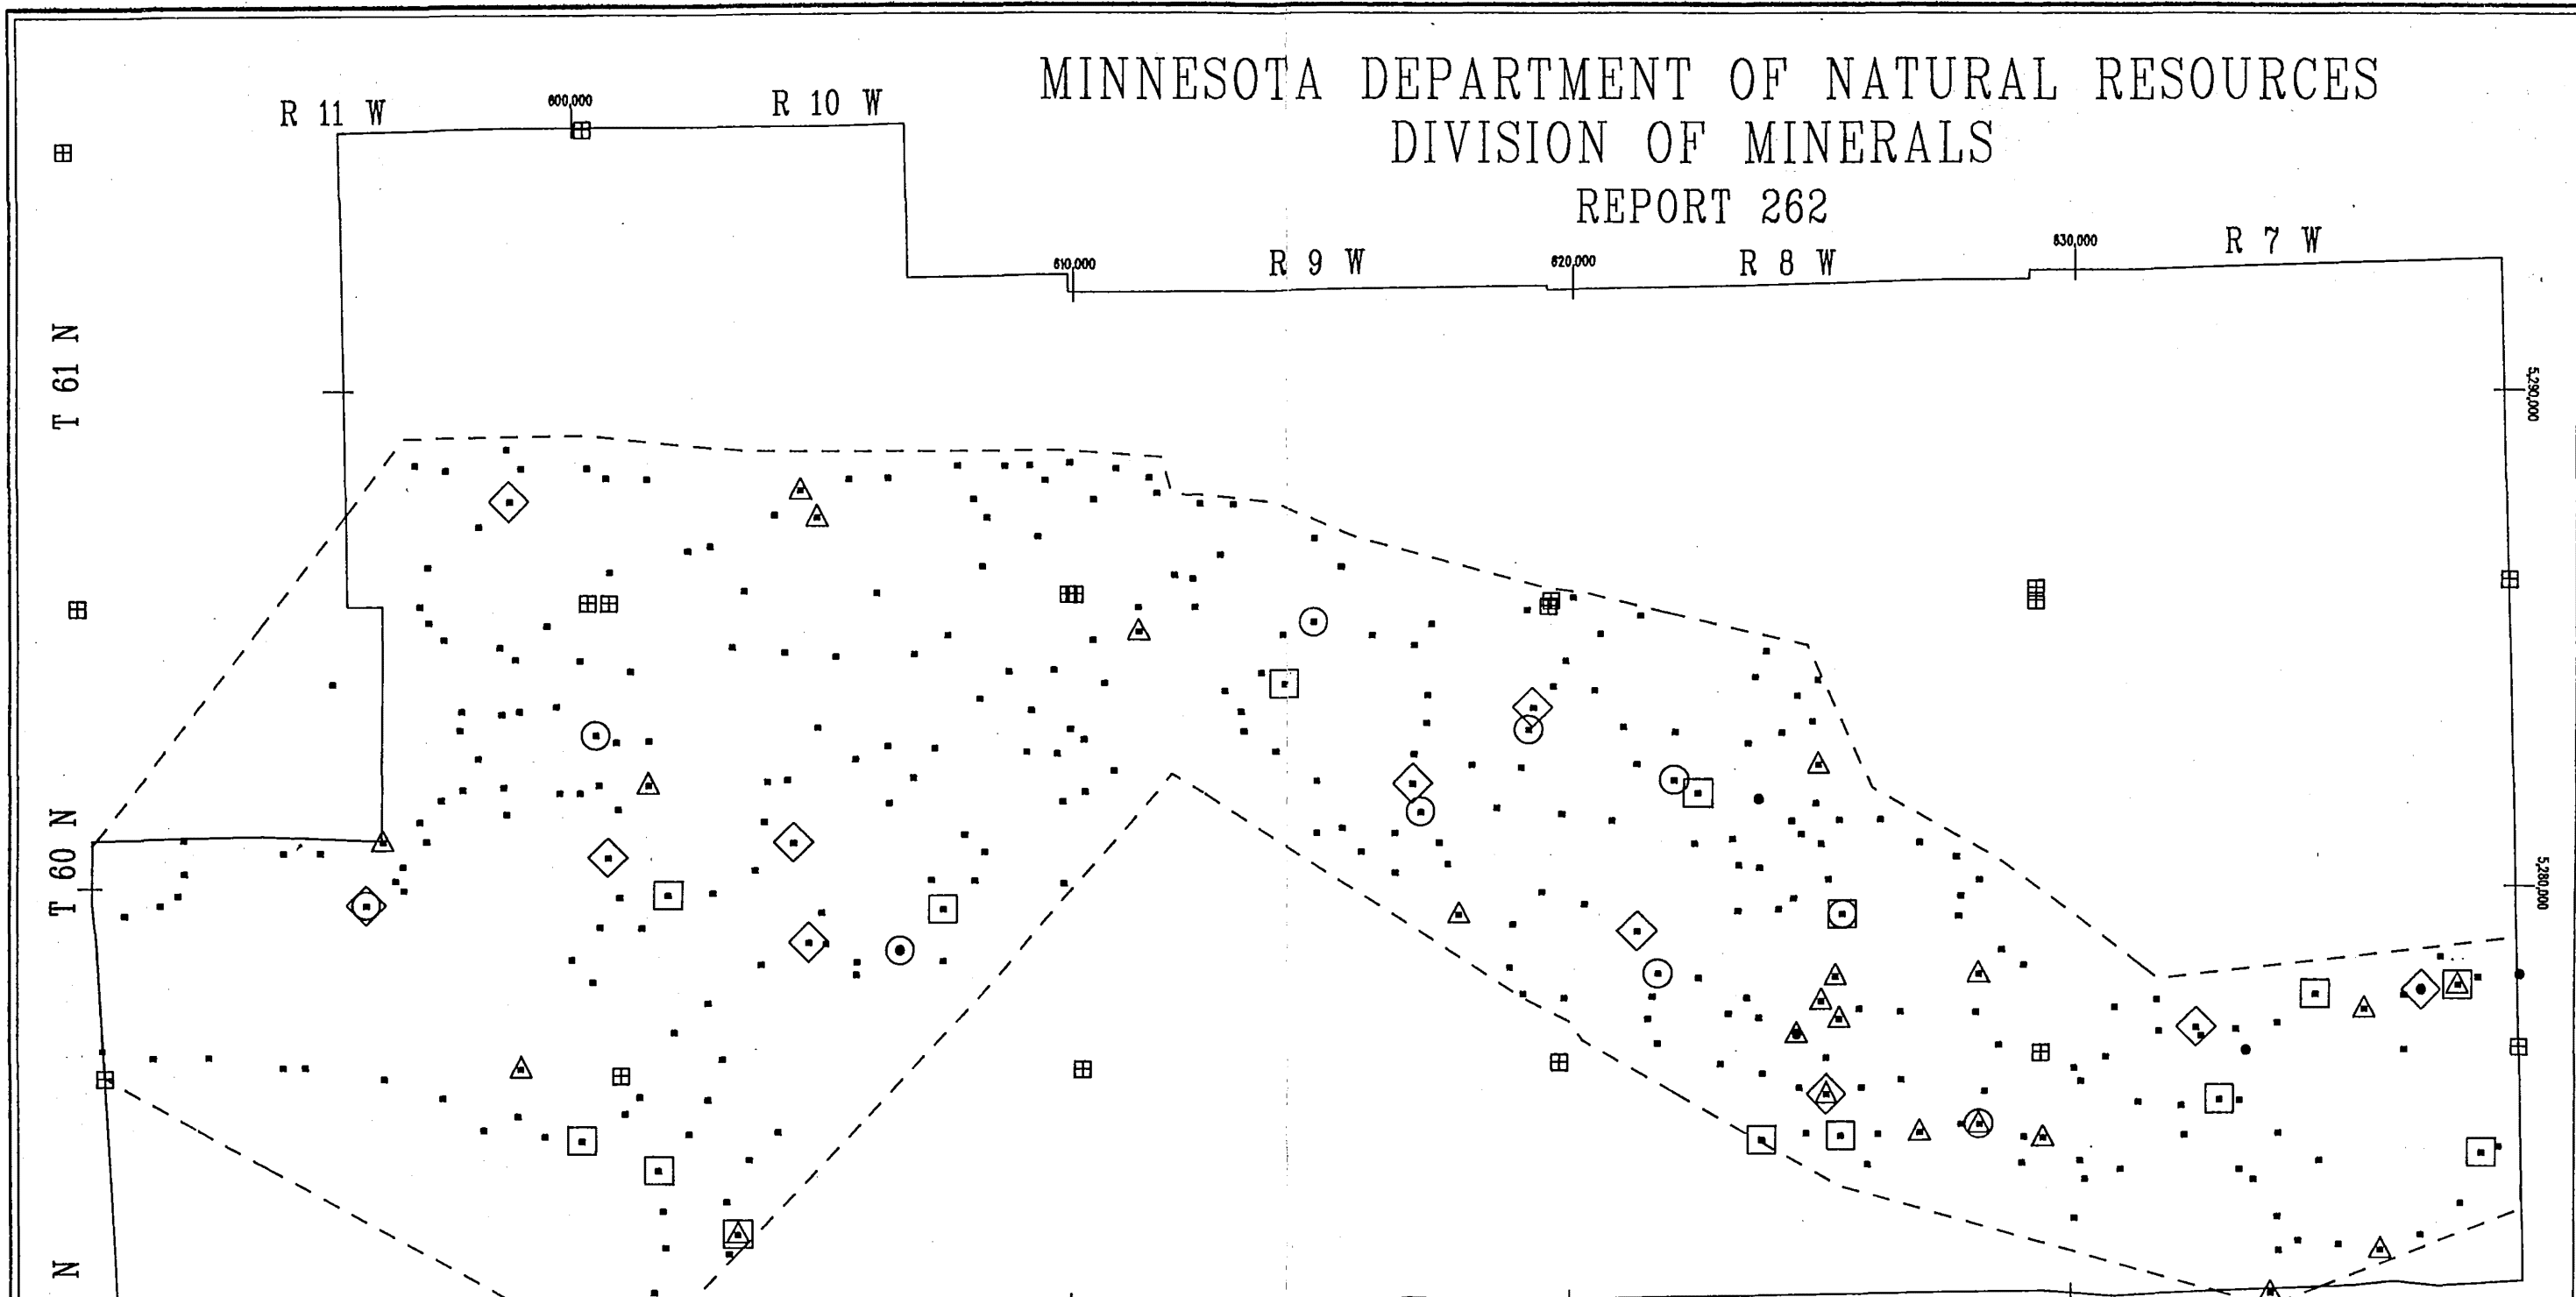 MINNESOTA DEPARTMENT OF NATURAL RESOURCES
DIVISION OF MINERALS
REPORT 262
R 11 W
600,000
R 10 W
610,000
R 9 W
620,000
R 8 W
630,000
R 7 W
T 61 N
5,290,000
T 60 N
5,280,000
N